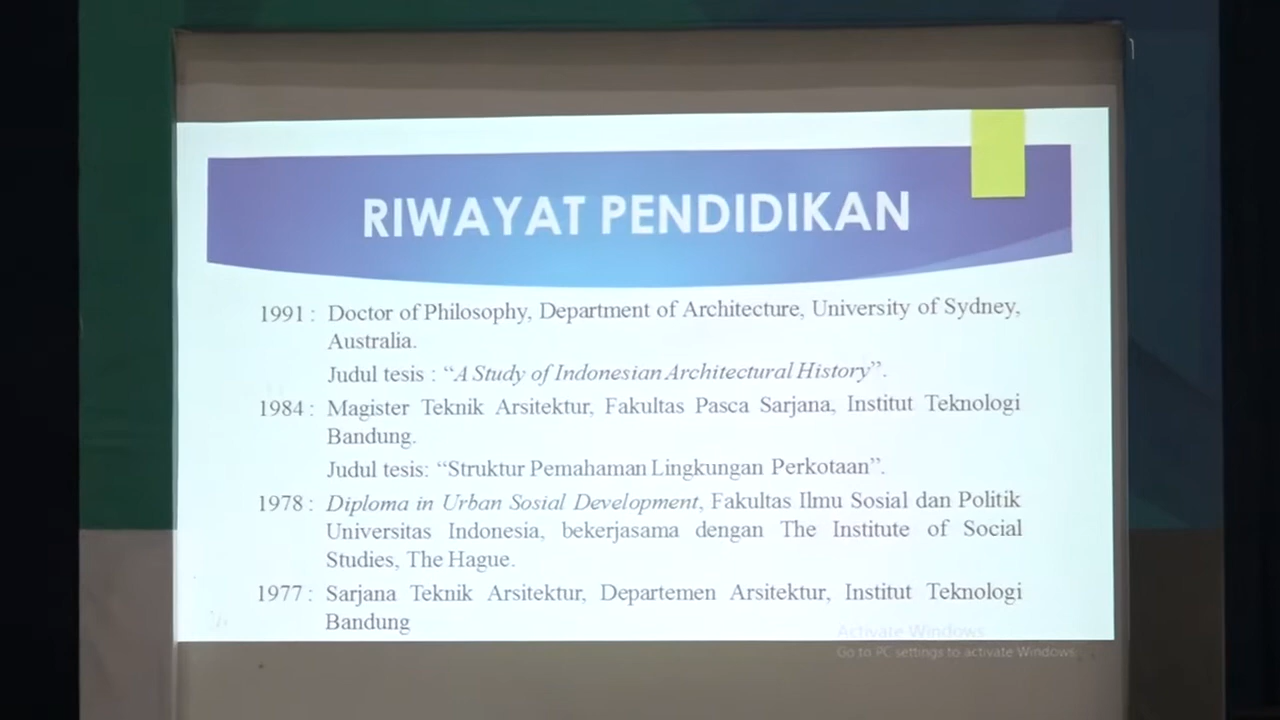 RIWAYAT PENDIDIKAN
1991 : Doctor of Philosophy, Department of Architecture, University of Sydney,
Australia.
Judul tesis : “A Study of Indonesian Architectural History”.
1984 : Magister Teknik Arsitektur, Fakultas Pasca Sarjana, Institut Teknologi
Bandung.
Judul tesis: “Struktur Pemahaman Lingkungan Perkotaan”.
1978 : Diploma in Urban Sosial Development, Fakultas Ilmu Sosial dan Politik
Universitas Indonesia, bekerjasama dengan The Institute of Social
Studies, The Hague.
1977 : Sarjana Teknik Arsitektur, Departemen Arsitektur, Institut Teknologi
Bandung
Activate Windows
Go to PC settings to activate Windows.